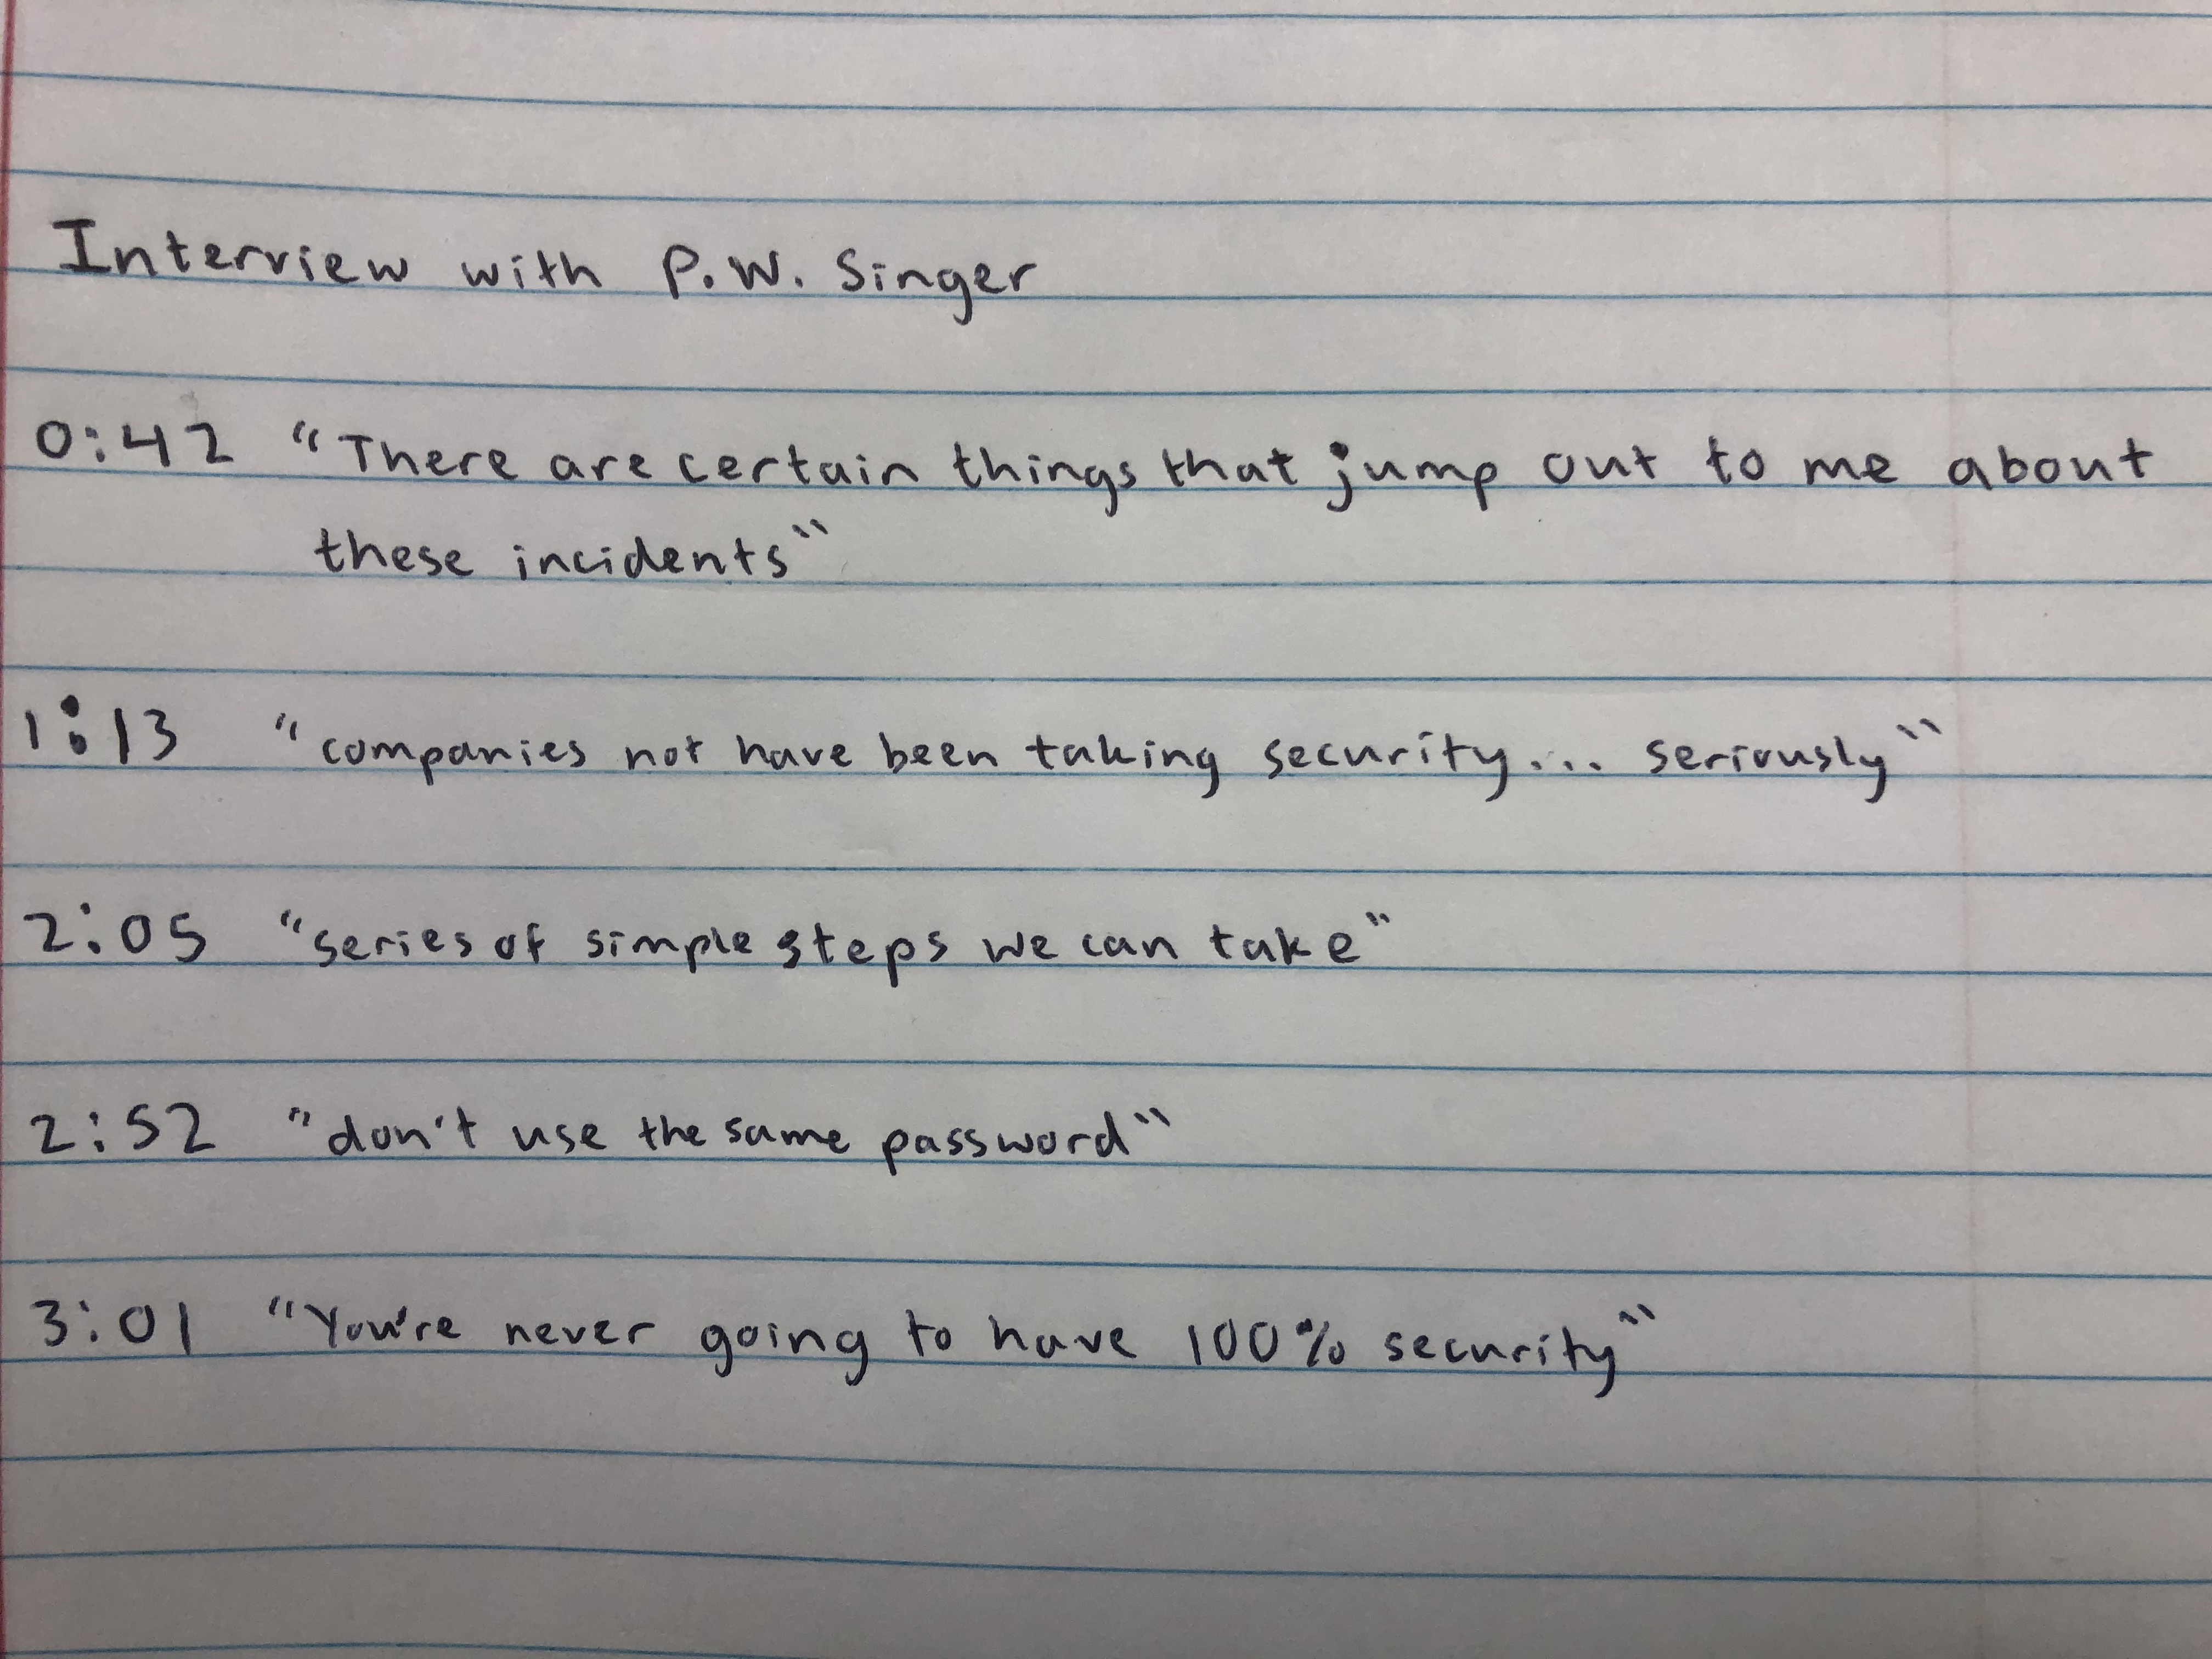 Interview with P.W. Singer
0:42 "There are certain things that jump out to me about
these incidents"
1:13 "companies not have been taking security... seriously"
2:05 "series of simple steps we can take"
2:52 "don't use the same password"
3:01 "You're never going to have 100% security"